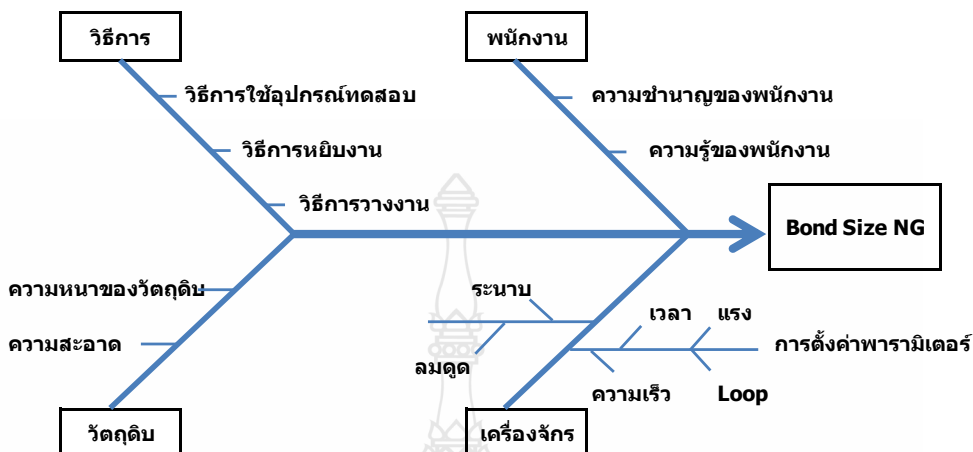 วิธีการ
พนักงาน
วิธีการใช้อุปกรณ์ทดสอบ
ความชำนาญของพนักงาน
วิธีการหยิบงาน
ความรู้ของพนักงาน
วิธีการวางงาน
Bond Size NG
ความหนาของวัตถุดิบ
ระนาบ
เวลา
แรง
ความสะอาด
การตั้งค่าพารามิเตอร์
ลมดูด
ความเร็ว
Loop
วัตถุดิบ
เครื่องจักร